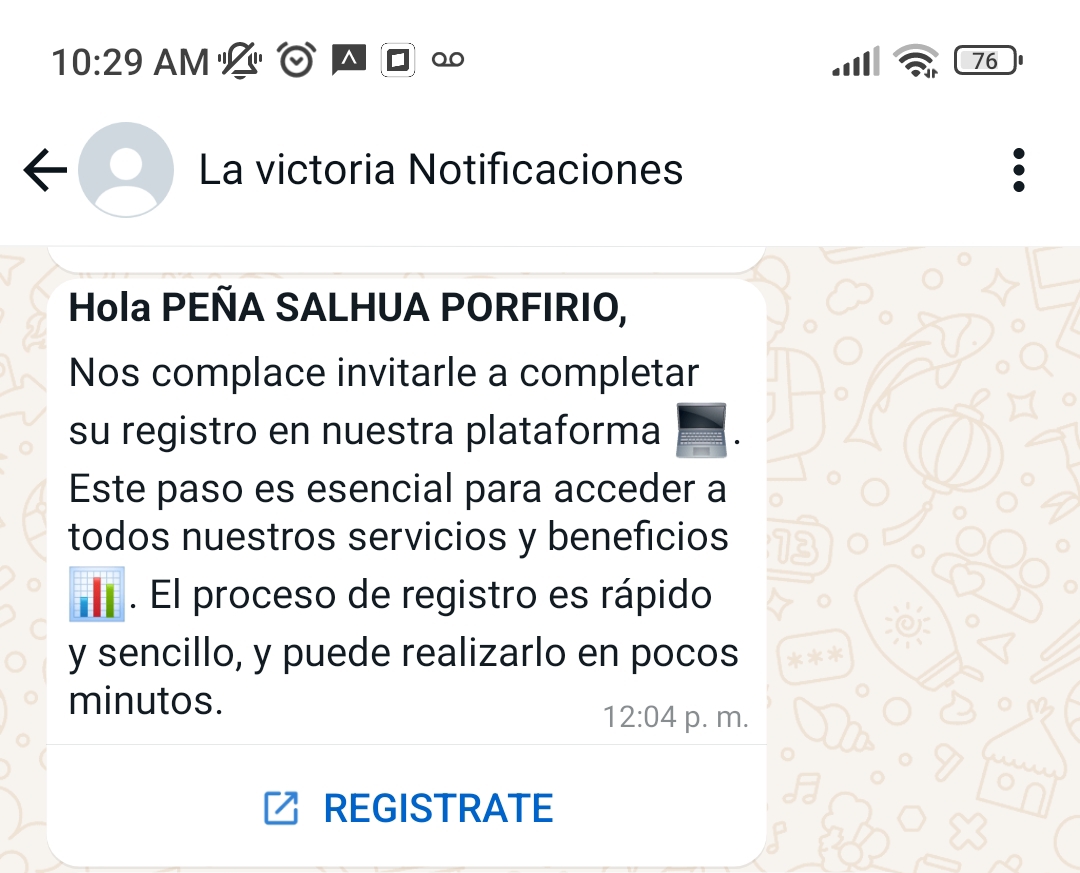 10:29 AM 76
La victoria Notificaciones
Hola PEÑA SALHUA PORFIRIO,
Nos complace invitarle a completar
su registro en nuestra plataforma 💻.
Este paso es esencial para acceder a
todos nuestros servicios y beneficios
📊. El proceso de registro es rápido
y sencillo, y puede realizarlo en pocos
minutos.
12:04 p. m.
REGISTRATE